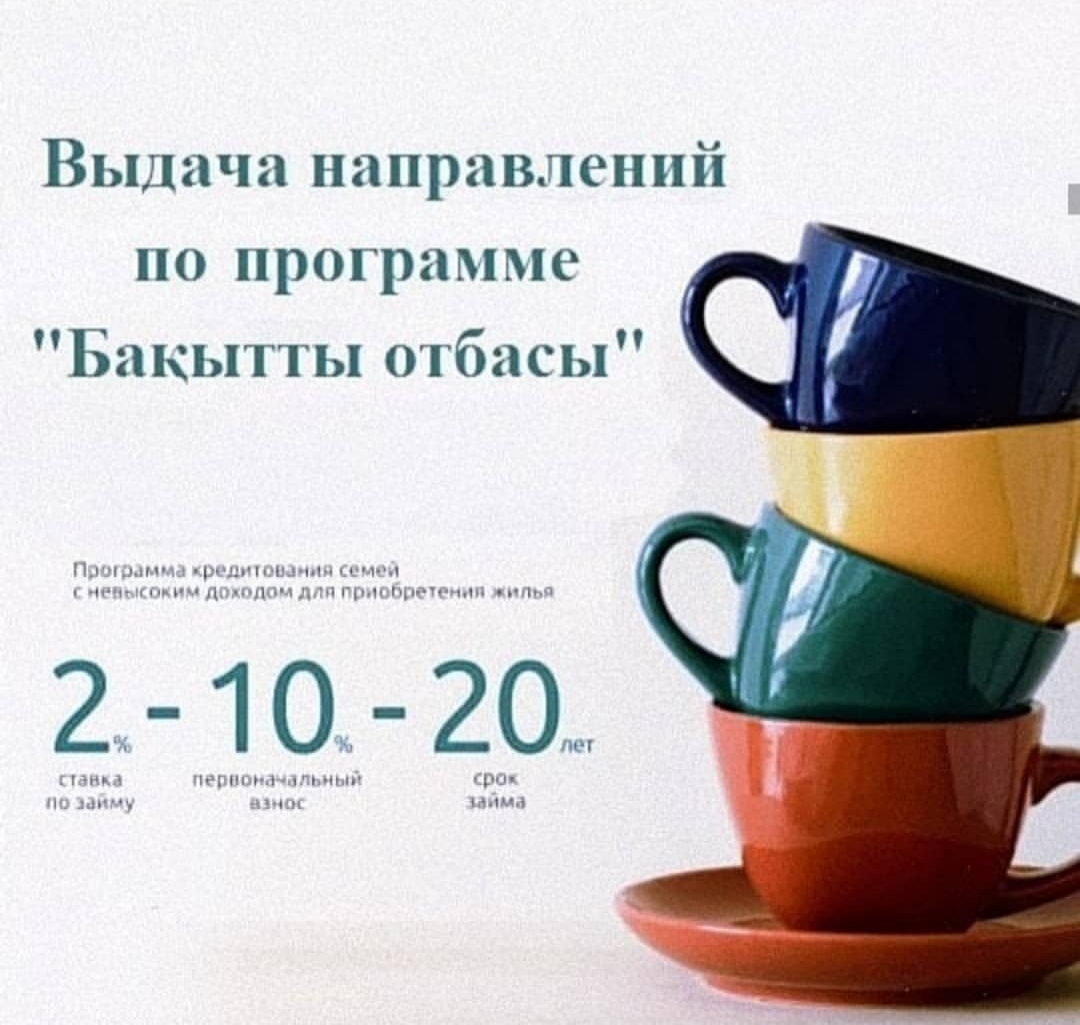 Выдача направлений
по программе
"Бақытты отбасы"
Программа кредитования семей
с невысоким доходом для приобретения жилья
2% - 10% - 20 лет
ставка по займу
первоначальный взнос
срок займа